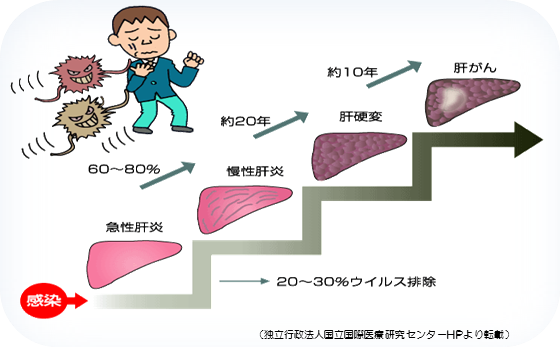 約10年
肝がん
約20年
肝硬変
60～80%
慢性肝炎
急性肝炎
感染
20～30%ウイルス排除
（独立行政法人国立国際医療研究センターHPより転載）